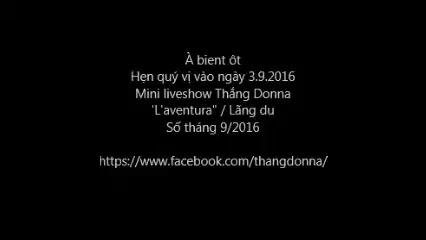 À bient ôt
Hẹn quý vị vào ngày 3.9.2016
Mini liveshow Thắng Donna
'L'aventura" / Lãng du
Số tháng 9/2016
https://www.facebook.com/thangdonna/